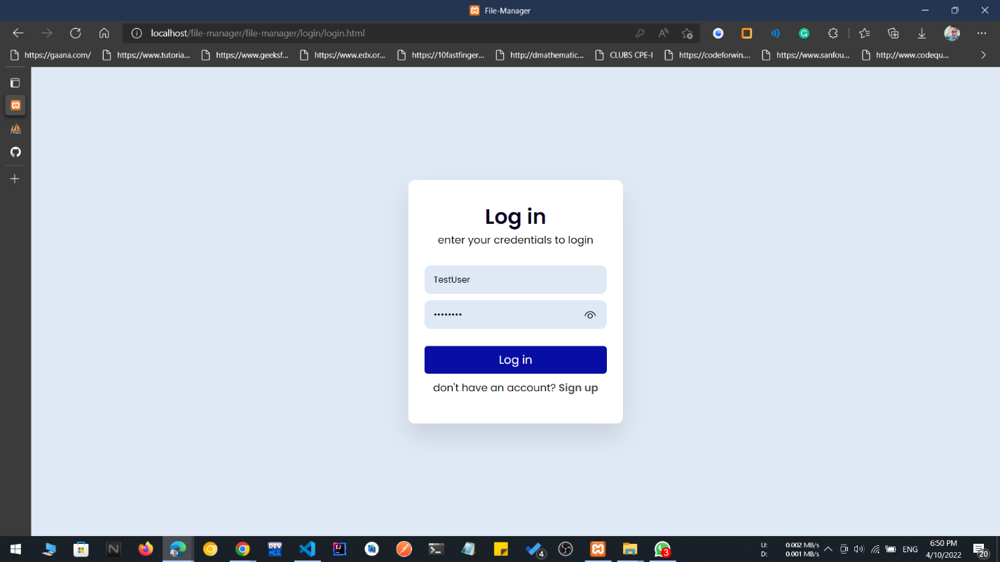 File-Manager
localhost/file-manager/file-manager/login/login.html
https://gaana.com/ https://www.tutoria... https://www.geeksf... https://www.edx.or... https://10fastfinger... http://dmathematic... CLUBS CPE-I https://codeforwin.... https://www.sanfou... http://www.codequ...
Log in
enter your credentials to login
TestUser
••••••••
Log in
don't have an account? Sign up
U: 0.002 MB/s
D: 0.001 MB/s
DEV
IJ
4
3
ENG
6:50 PM
4/10/2022
20